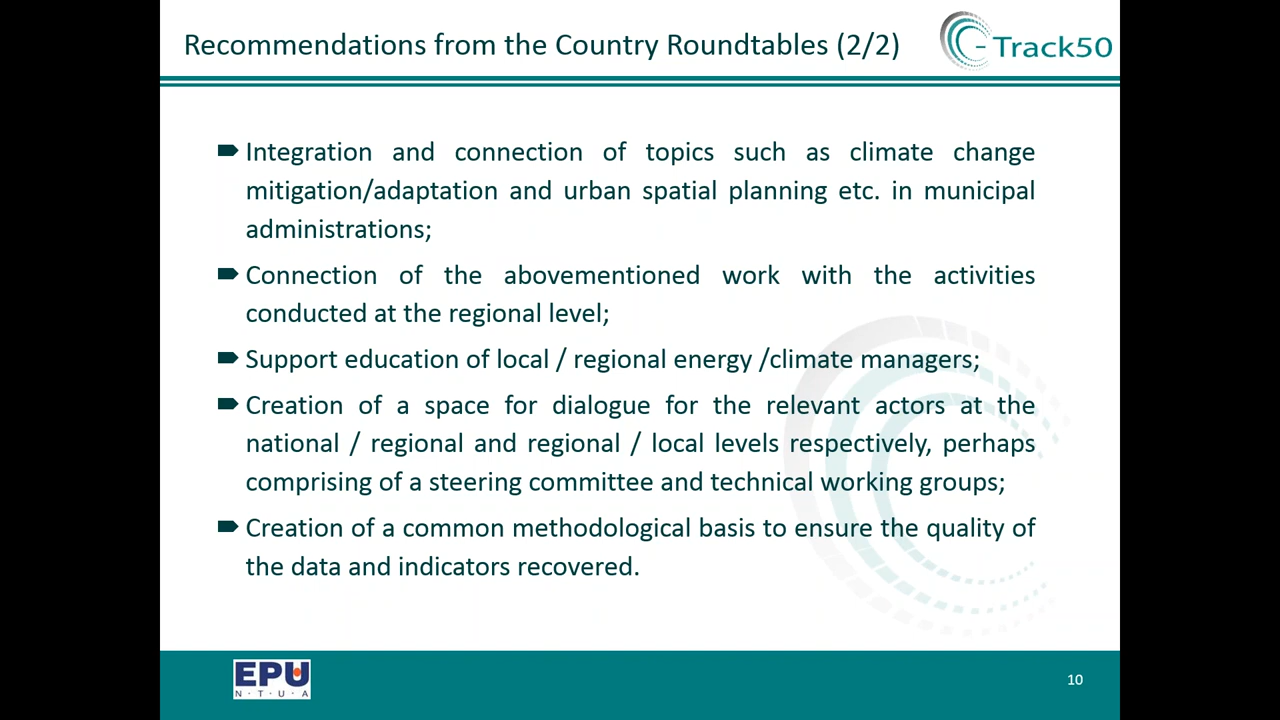 Recommendations from the Country Roundtables (2/2)
C-Track50
Integration and connection of topics such as climate change
mitigation/adaptation and urban spatial planning etc. in municipal
administrations;
Connection of the abovementioned work with the activities
conducted at the regional level;
Support education of local / regional energy /climate managers;
Creation of a space for dialogue for the relevant actors at the
national / regional and regional / local levels respectively, perhaps
comprising of a steering committee and technical working groups;
Creation of a common methodological basis to ensure the quality of
the data and indicators recovered.
EPU
N · T · U · A
10